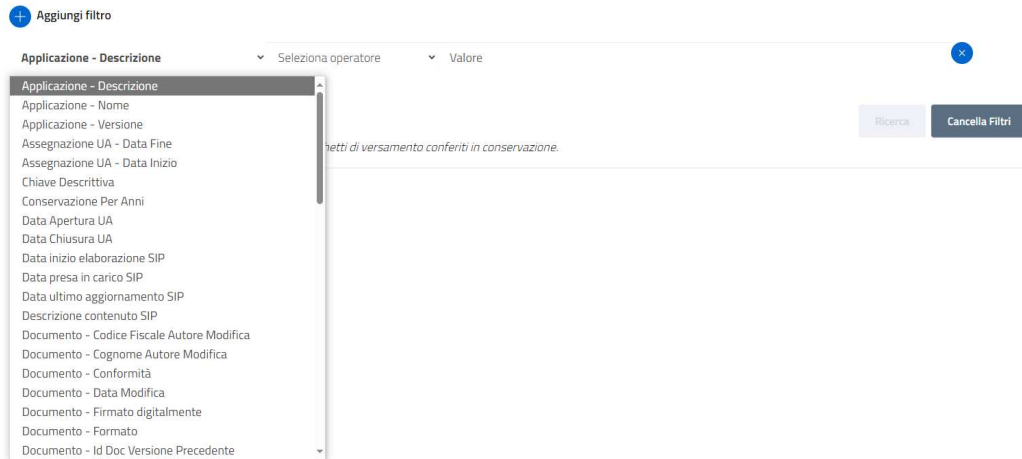 Aggiungi filtro
Applicazione - Descrizione Seleziona operatore Valore
Applicazione - Descrizione
Applicazione - Nome
Applicazione - Versione
Ricerca Cancella Filtri
Assegnazione UA - Data Fine
di versamento conferiti in conservazione.
Assegnazione UA - Data Inizio
Chiave Descrittiva
Conservazione Per Anni
Data Apertura UA
Data Chiusura UA
Data inizio elaborazione SIP
Data presa in carico SIP
Data ultimo aggiornamento SIP
Descrizione contenuto SIP
Documento - Codice Fiscale Autore Modifica
Documento - Cognome Autore Modifica
Documento - Conformità
Documento - Data Modifica
Documento - Firmato digitalmente
Documento - Formato
Documento - Id Doc Versione Precedente